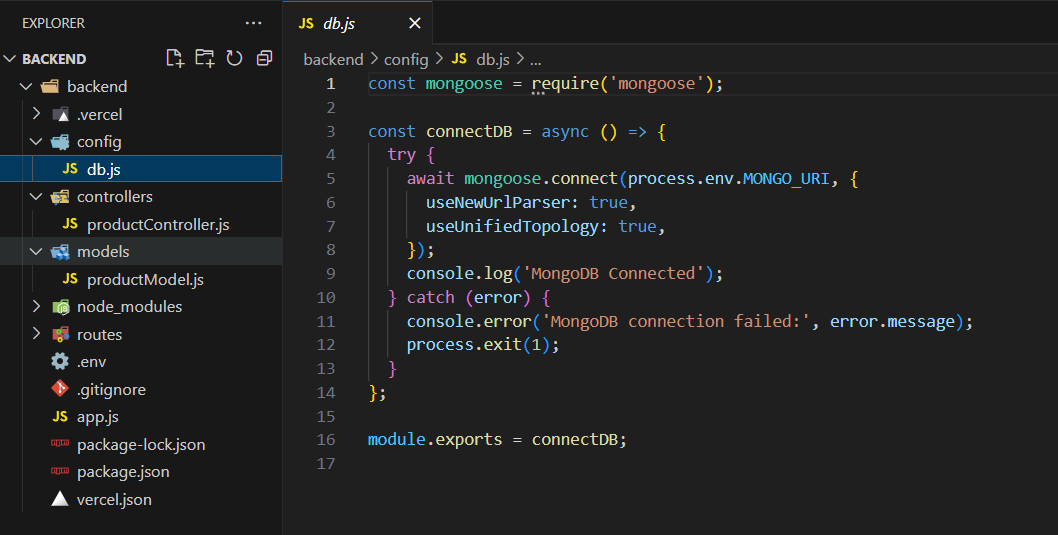 EXPLORER
BACKEND
backend
.vercel
config
JS db.js
controllers
JS productController.js
models
JS productModel.js
node_modules
routes
.env
.gitignore
JS app.js
package-lock.json
package.json
vercel.json
JS db.js
backend > config > JS db.js > ...
1 const mongoose = require('mongoose');
2
3 const connectDB = async () => {
4   try {
5     await mongoose.connect(process.env.MONGO_URI, {
6       useNewUrlParser: true,
7       useUnifiedTopology: true,
8     });
9     console.log('MongoDB Connected');
10   } catch (error) {
11     console.error('MongoDB connection failed:', error.message);
12     process.exit(1);
13   }
14 };
15
16 module.exports = connectDB;
17